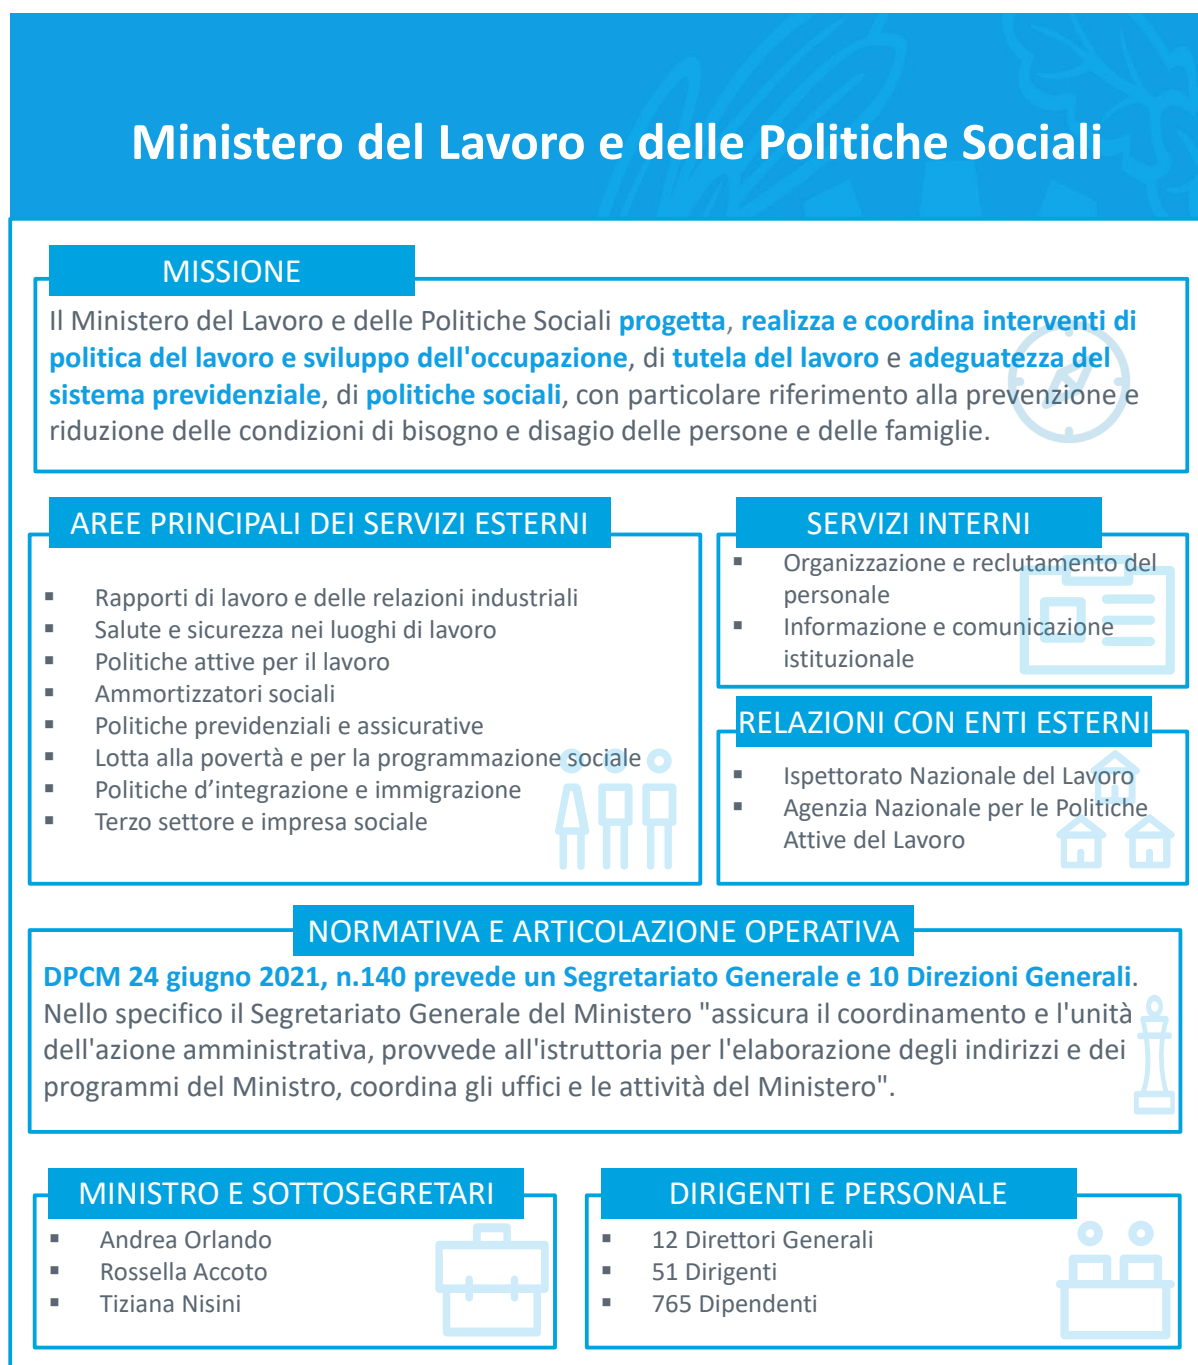 Ministero del Lavoro e delle Politiche Sociali
MISSIONE
Il Ministero del Lavoro e delle Politiche Sociali progetta, realizza e coordina interventi di
politica del lavoro e sviluppo dell'occupazione, di tutela del lavoro e adeguatezza del
sistema previdenziale, di politiche sociali, con particolare riferimento alla prevenzione e
riduzione delle condizioni di bisogno e disagio delle persone e delle famiglie.
AREE PRINCIPALI DEI SERVIZI ESTERNI
▪ Rapporti di lavoro e delle relazioni industriali
▪ Salute e sicurezza nei luoghi di lavoro
▪ Politiche attive per il lavoro
▪ Ammortizzatori sociali
▪ Politiche previdenziali e assicurative
▪ Lotta alla povertà e per la programmazione sociale
▪ Politiche d’integrazione e immigrazione
▪ Terzo settore e impresa sociale
SERVIZI INTERNI
▪ Organizzazione e reclutamento del
personale
▪ Informazione e comunicazione
istituzionale
RELAZIONI CON ENTI ESTERNI
▪ Ispettorato Nazionale del Lavoro
▪ Agenzia Nazionale per le Politiche
Attive del Lavoro
NORMATIVA E ARTICOLAZIONE OPERATIVA
DPCM 24 giugno 2021, n.140 prevede un Segretariato Generale e 10 Direzioni Generali.
Nello specifico il Segretariato Generale del Ministero "assicura il coordinamento e l'unità
dell'azione amministrativa, provvede all'istruttoria per l'elaborazione degli indirizzi e dei
programmi del Ministro, coordina gli uffici e le attività del Ministero".
MINISTRO E SOTTOSEGRETARI
▪ Andrea Orlando
▪ Rossella Accoto
▪ Tiziana Nisini
DIRIGENTI E PERSONALE
▪ 12 Direttori Generali
▪ 51 Dirigenti
▪ 765 Dipendenti